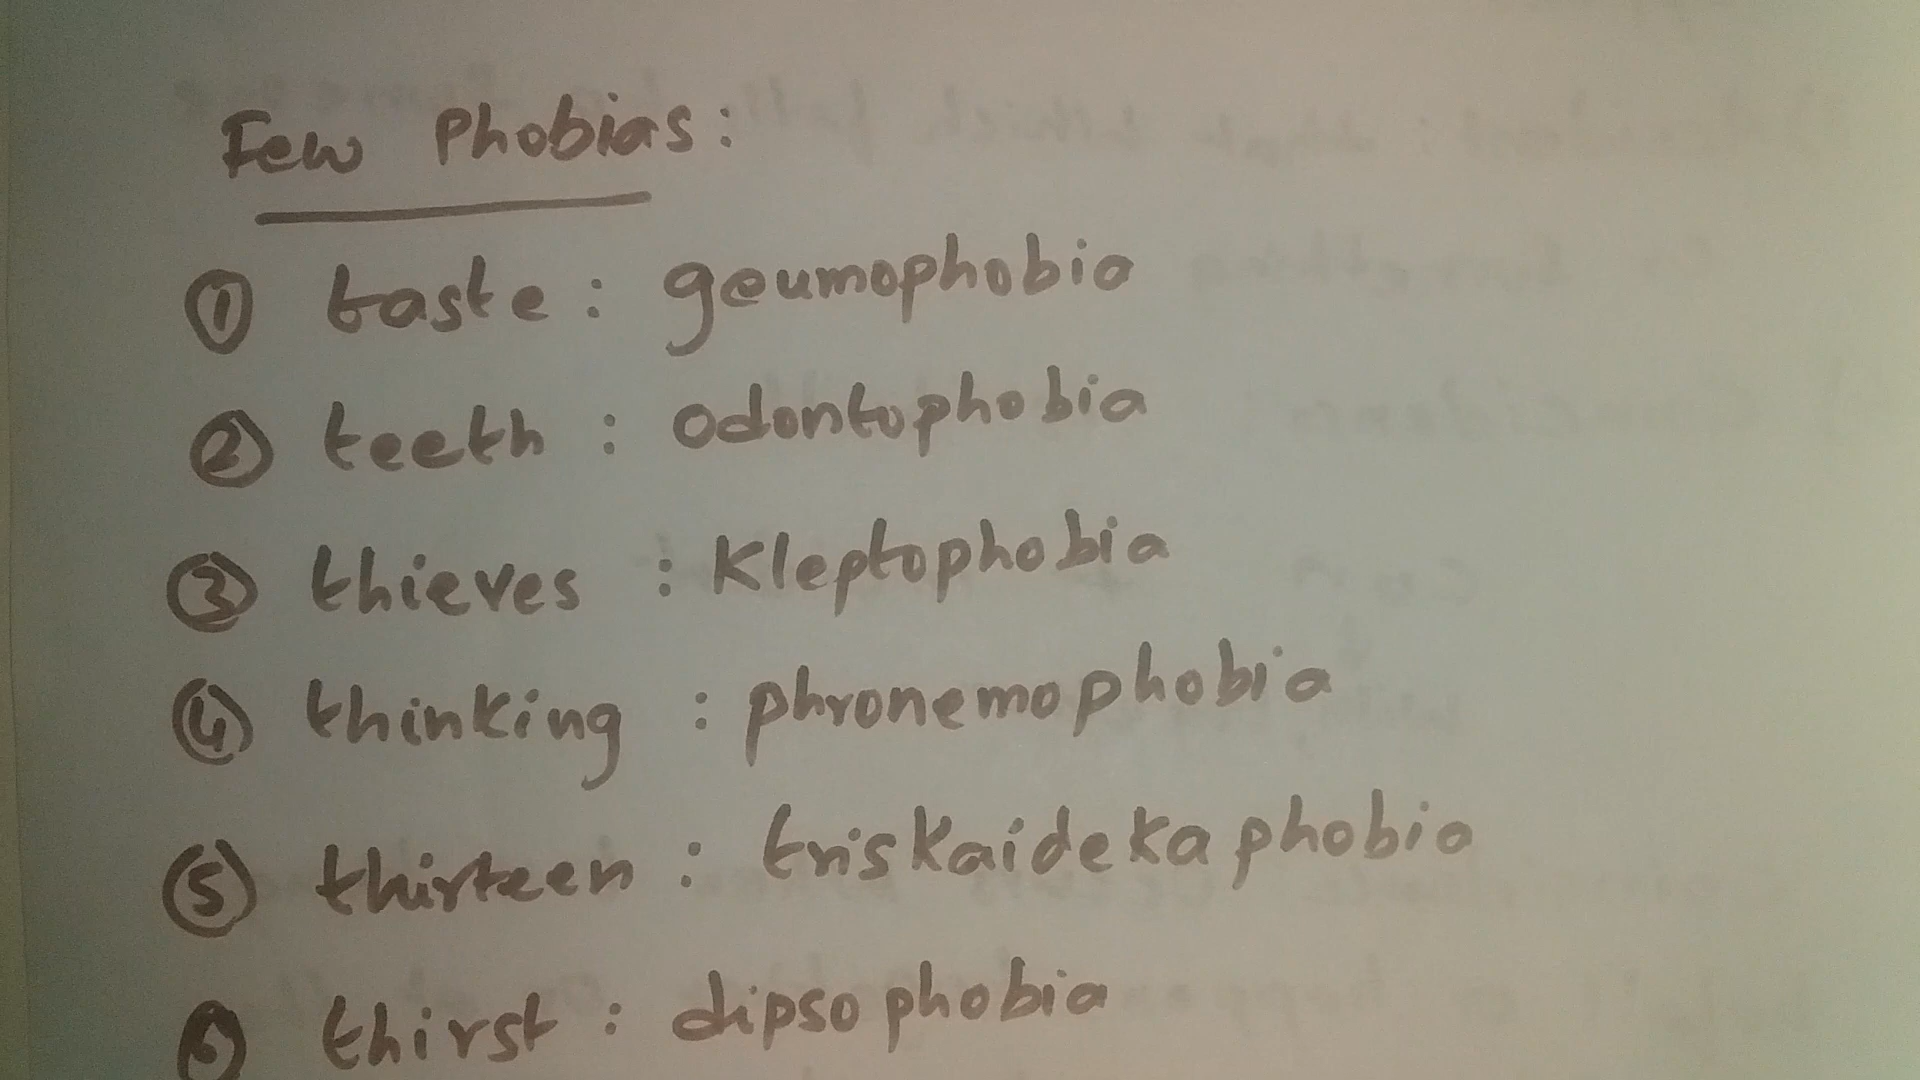 Few Phobias:
① taste : geumophobia
② teeth : odontophobia
③ thieves : Kleptophobia
④ thinking : phronemophobia
⑤ thirteen : triskaidekaphobia
⑥ thirst : dipsophobia